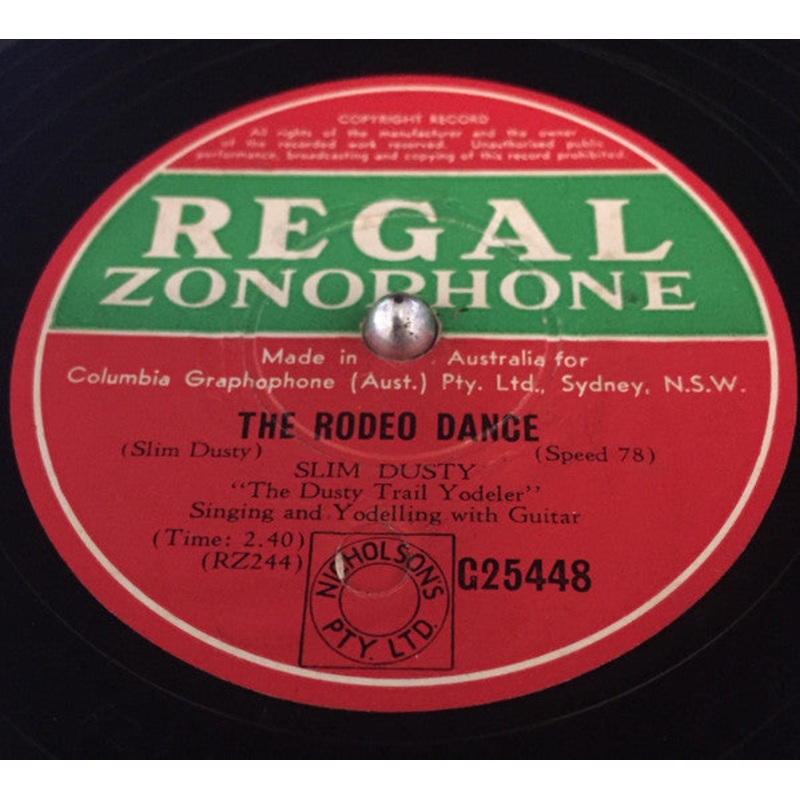 COPYRIGHT RECORD
All rights of the manufacturer and the owner
of the recorded work reserved. Unauthorised public
performance, broadcasting and copying of this record prohibited.
REGAL
ZONOPHONE
Made in Australia for
Columbia Graphophone (Aust.) Pty. Ltd., Sydney, N.S.W.
THE RODEO DANCE
(Slim Dusty) (Speed 78)
SLIM DUSTY
"The Dusty Trail Yodeler"
Singing and Yodelling with Guitar
(Time: 2.40)
(RZ244)
NICHOLSON'S
PTY. LTD.
G25448